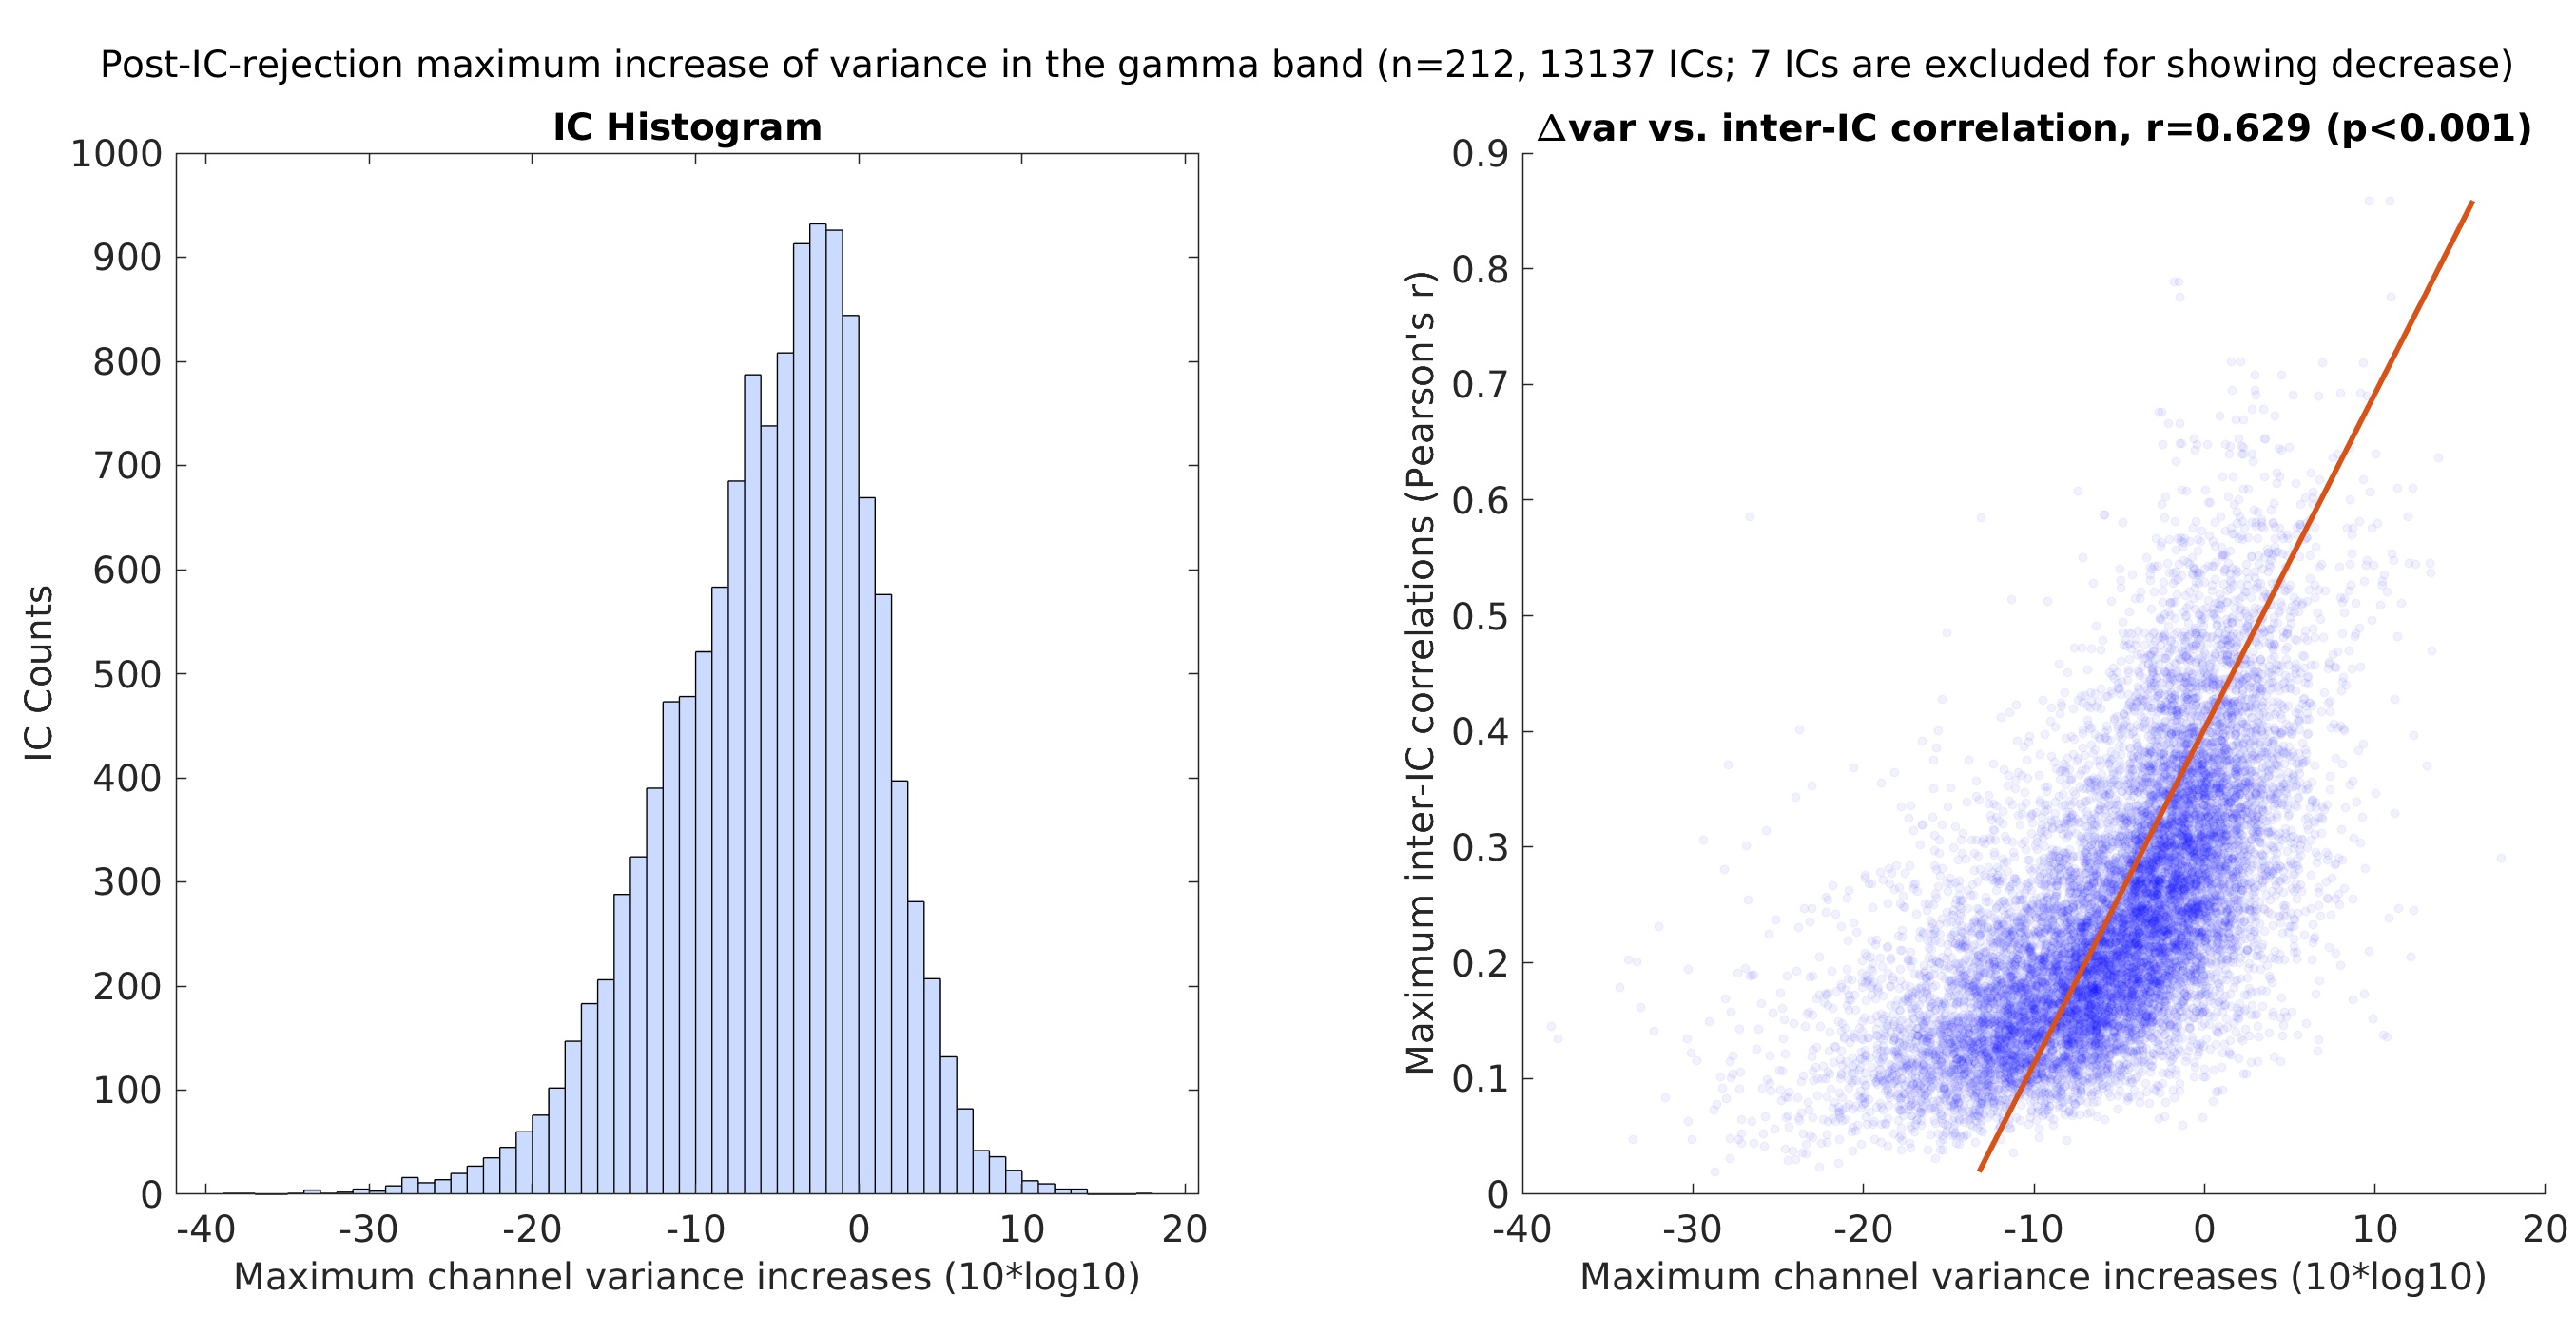 Post-IC-rejection maximum increase of variance in the gamma band (n=212, 13137 ICs; 7 ICs are excluded for showing decrease)
IC Histogram
1000
900
800
700
600
500
400
300
200
100
0
IC Counts
-40 -30 -20 -10 0 10 20
Maximum channel variance increases (10*log10)
Δvar vs. inter-IC correlation, r=0.629 (p<0.001)
0.9
0.8
0.7
0.6
0.5
0.4
0.3
0.2
0.1
0
Maximum inter-IC correlations (Pearson's r)
-40 -30 -20 -10 0 10 20
Maximum channel variance increases (10*log10)